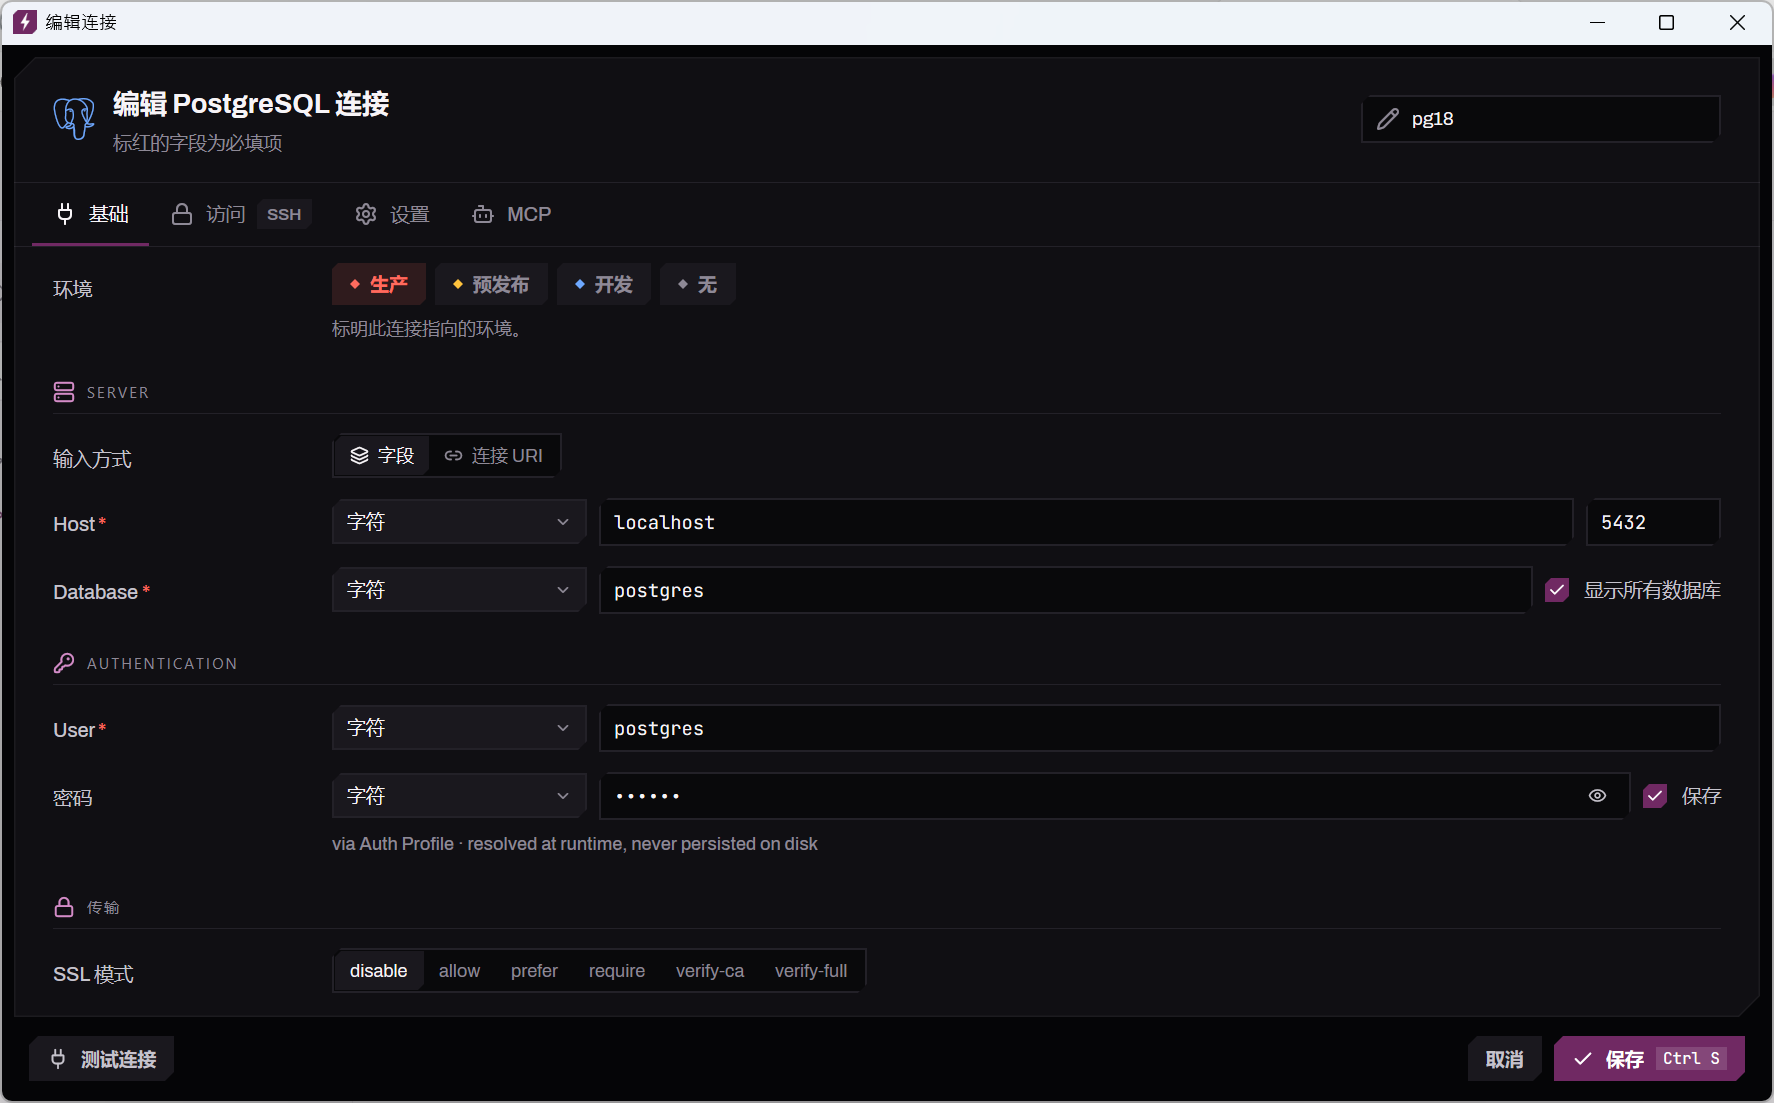 编辑连接
编辑 PostgreSQL 连接
标红的字段为必填项
pg18
基础 访问 SSH 设置 MCP
环境 生产 预发布 开发 无
标明此连接指向的环境。
SERVER
输入方式 字段 连接 URI
Host* 字符 localhost 5432
Database* 字符 postgres 显示所有数据库
AUTHENTICATION
User* 字符 postgres
密码 字符 •••••• 保存
via Auth Profile · resolved at runtime, never persisted on disk
传输
SSL 模式 disable allow prefer require verify-ca verify-full
测试连接 取消 保存 Ctrl S